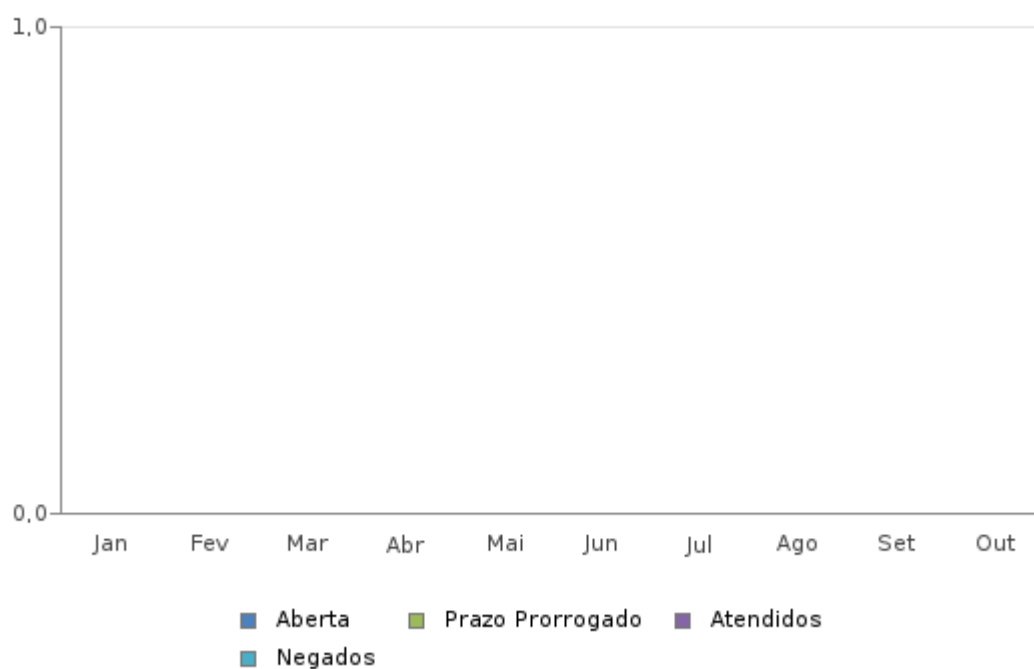 1,0
0,0
Jan Fev Mar Abr Mai Jun Jul Ago Set Out
Aberta Prazo Prorrogado Atendidos
Negados